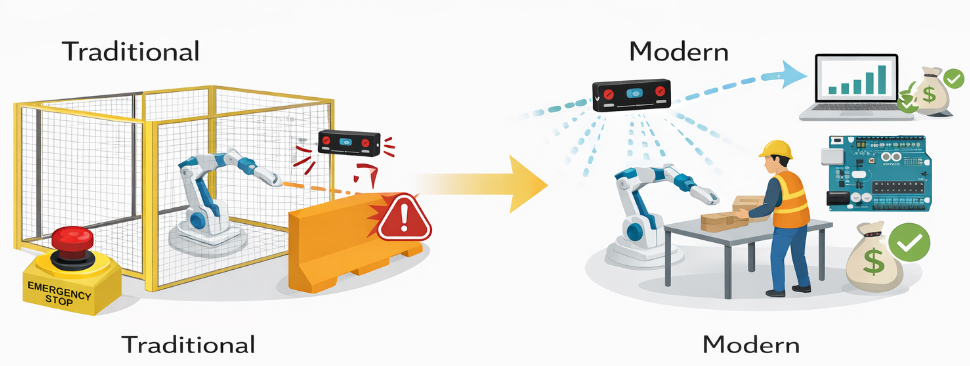 Traditional
Modern
EMERGENCY
STOP
$
$
Traditional
Modern